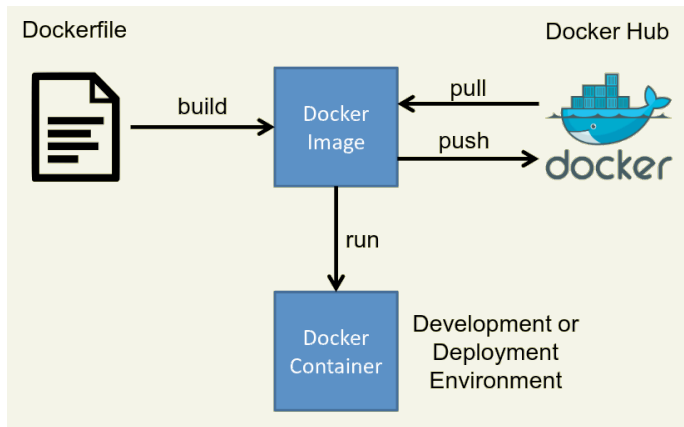 Dockerfile
Docker Hub
build
Docker
Image
pull
push
docker
run
Docker
Container
Development or
Deployment
Environment